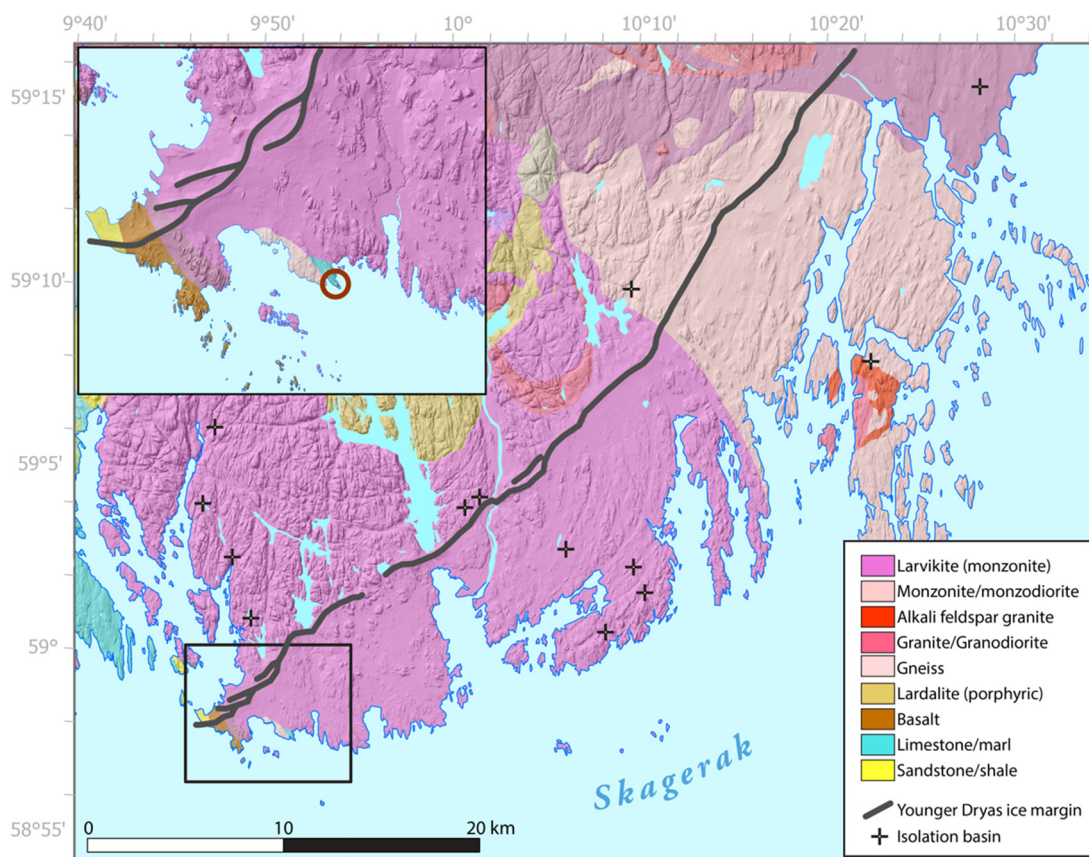 9°40' 9°50' 10° 10°10' 10°20' 10°30'
59°15'
59°10'
59°5'
59°
58°55'
Skagerak
0 10 20 km
Larvikite (monzonite)
Monzonite/monzodiorite
Alkali feldspar granite
Granite/Granodiorite
Gneiss
Lardalite (porphyric)
Basalt
Limestone/marl
Sandstone/shale
Younger Dryas ice margin
Isolation basin